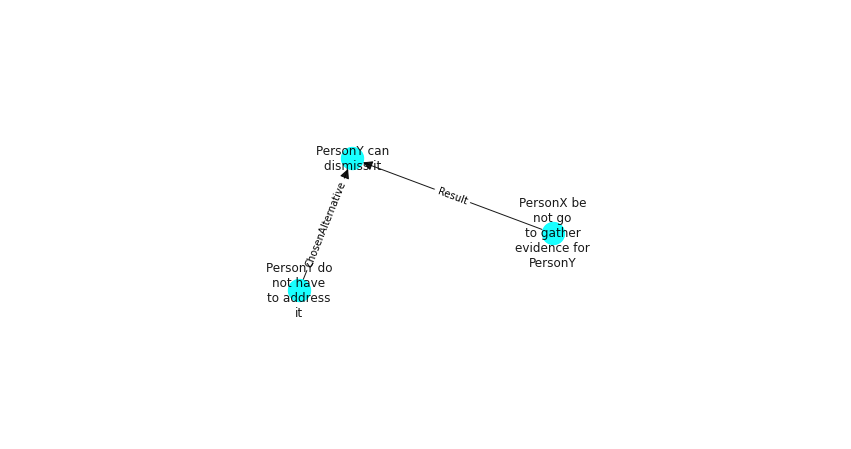 PersonY can
dismiss it
Result
PersonX be
not go
to gather
evidence for
PersonY
ChosenAlternative
PersonY do
not have
to address
it